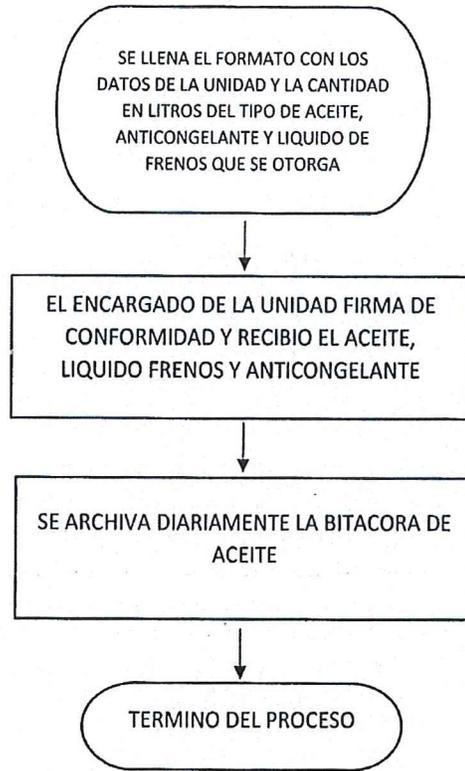 SE LLENA EL FORMATO CON LOS
DATOS DE LA UNIDAD Y LA CANTIDAD
EN LITROS DEL TIPO DE ACEITE,
ANTICONGELANTE Y LIQUIDO DE
FRENOS QUE SE OTORGA
EL ENCARGADO DE LA UNIDAD FIRMA DE
CONFORMIDAD Y RECIBIO EL ACEITE,
LIQUIDO FRENOS Y ANTICONGELANTE
SE ARCHIVA DIARIAMENTE LA BITACORA DE
ACEITE
TERMINO DEL PROCESO